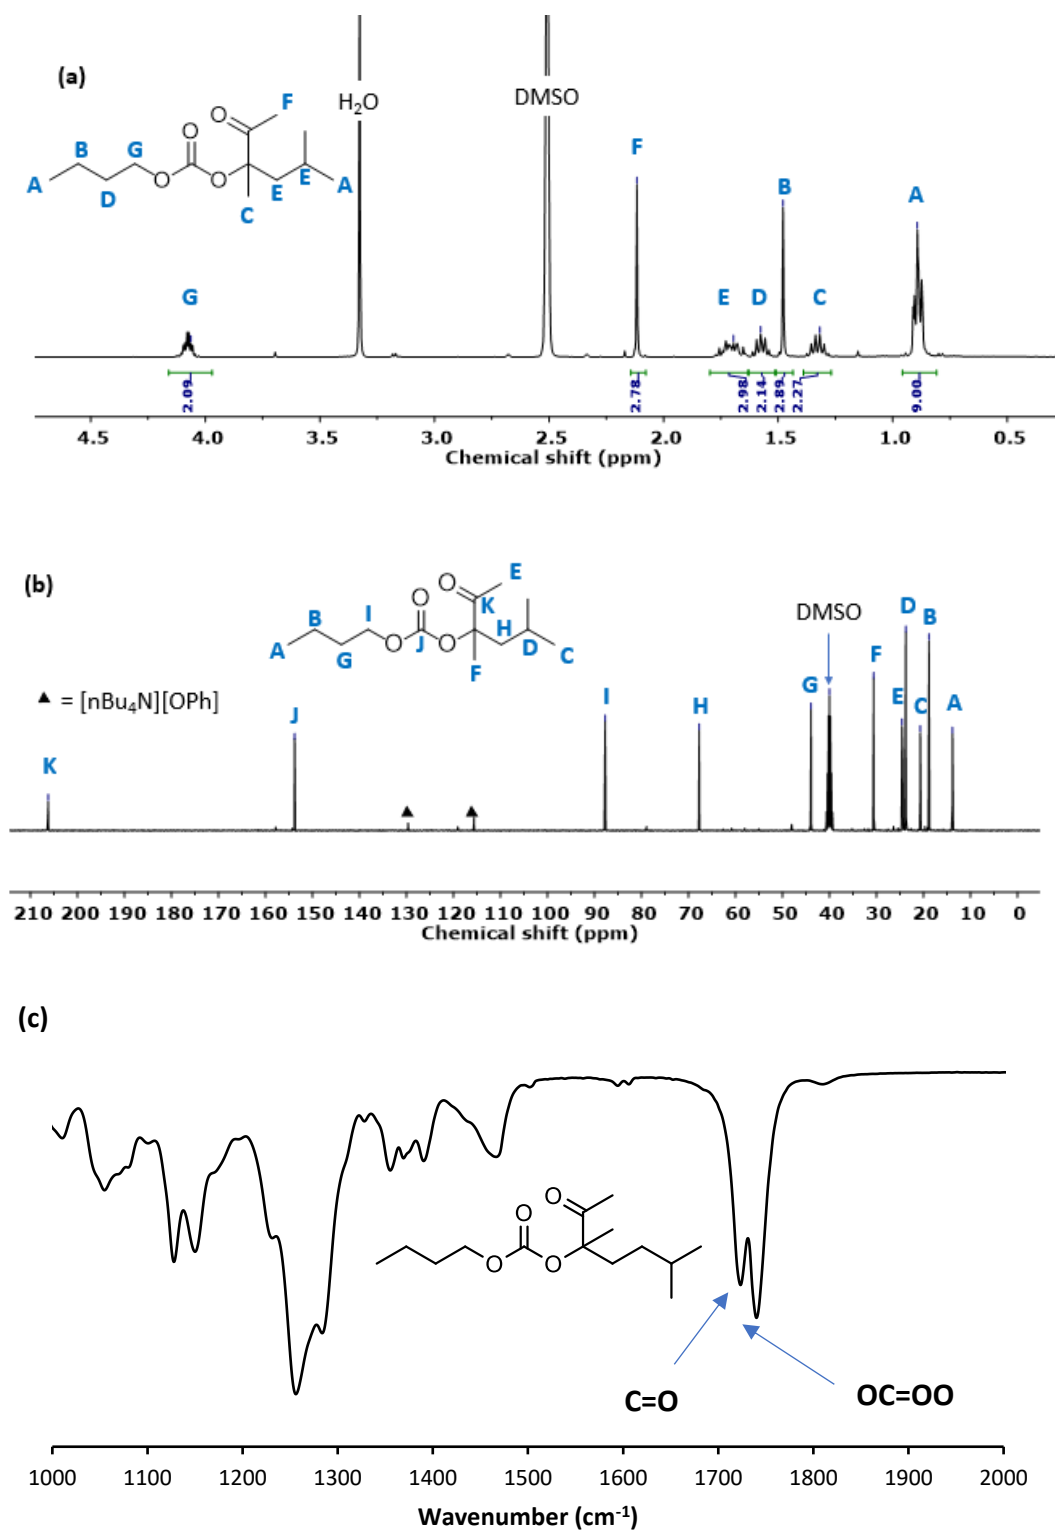 (a)
O
F
H₂O
DMSO
B
G
O
E
A
D
O
O
E
A
C
F
B
A
G
E
D
C
2.09
2.78
2.98
2.14
2.89
2.27
9.00
4.5 4.0 3.5 3.0 2.5 2.0 1.5 1.0 0.5
Chemical shift (ppm)
(b)
O
E
O
K
B
I
H
A
G
O
J
O
D
C
F
▲ = [nBu₄N][OPh]
DMSO
K
J
I
H
G
F
E
D
C
B
A
210 200 190 180 170 160 150 140 130 120 110 100 90 80 70 60 50 40 30 20 10 0
Chemical shift (ppm)
(c)
O
O
O
O
C=O
OC=OO
1000 1100 1200 1300 1400 1500 1600 1700 1800 1900 2000
Wavenumber (cm⁻¹)